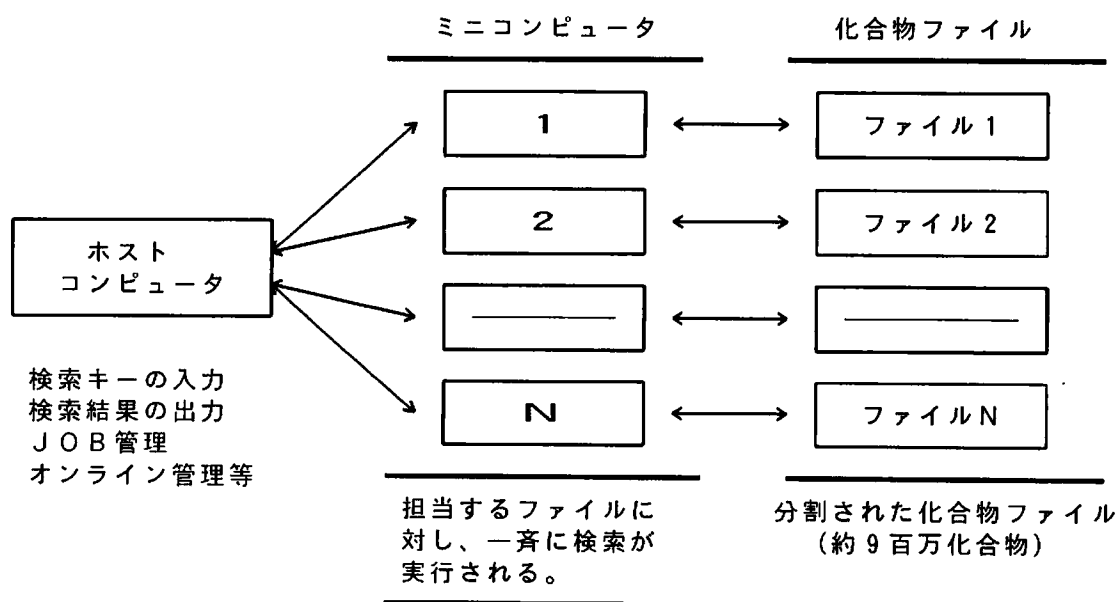 ミニコンピュータ
化合物ファイル
1
ファイル1
2
ファイル2
ホスト
コンピュータ
N
ファイルN
検索キーの入力
検索結果の出力
JOB管理
オンライン管理等
担当するファイルに
対し、一斉に検索が
実行される。
分割された化合物ファイル
(約9百万化合物)